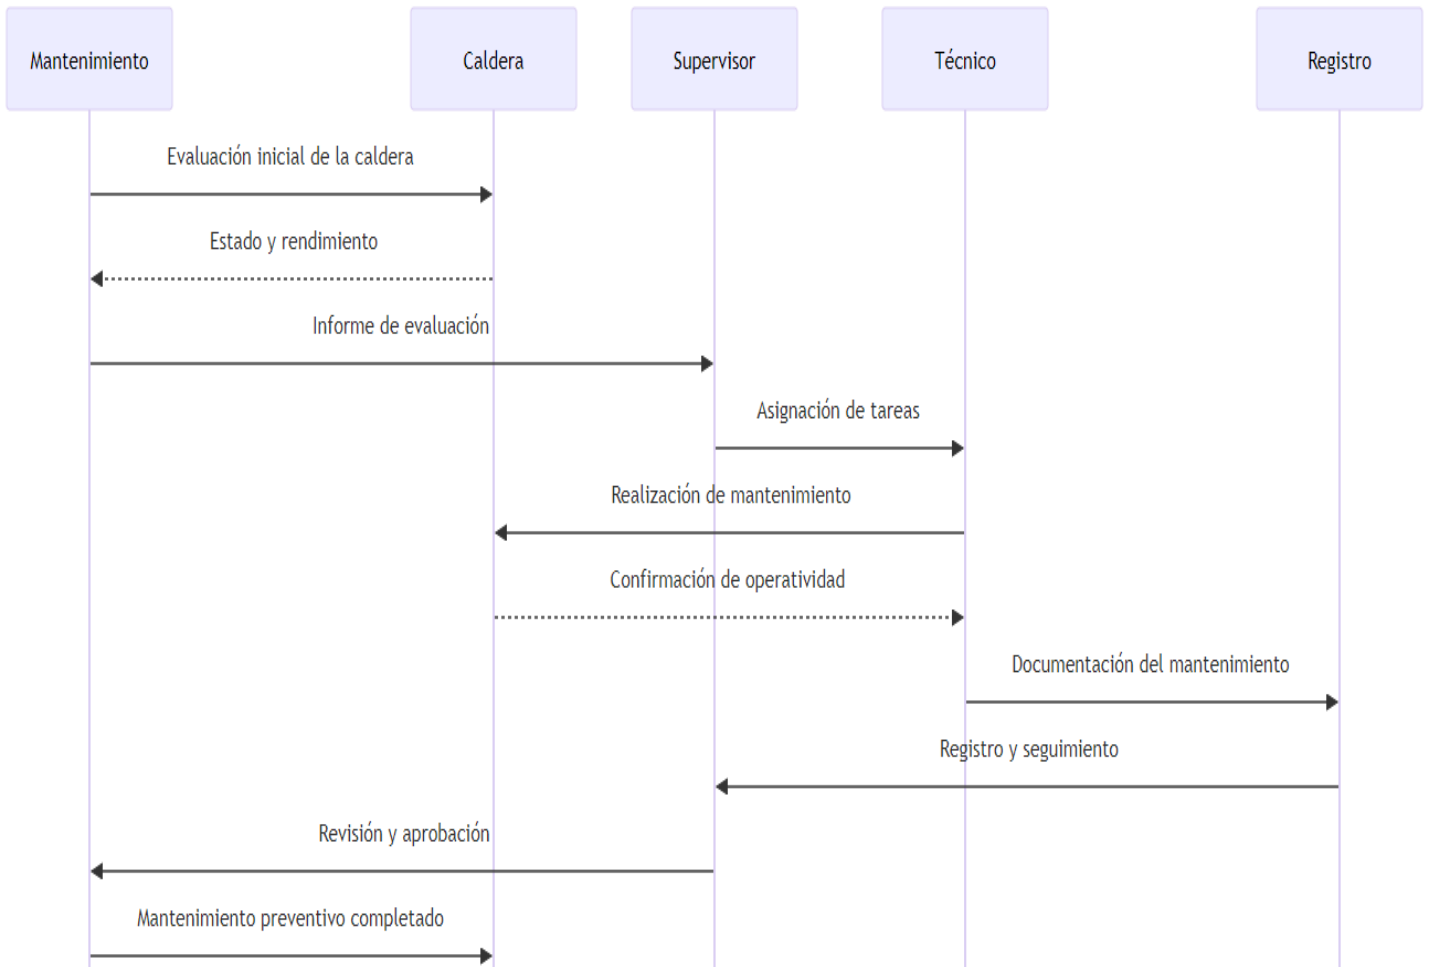 Mantenimiento
Caldera
Supervisor
Técnico
Registro
Evaluación inicial de la caldera
Estado y rendimiento
Informe de evaluación
Asignación de tareas
Realización de mantenimiento
Confirmación de operatividad
Documentación del mantenimiento
Registro y seguimiento
Revisión y aprobación
Mantenimiento preventivo completado